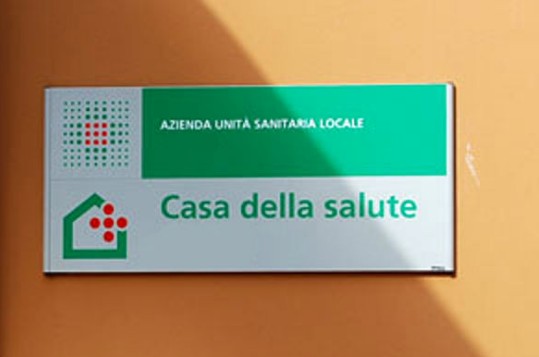 AZIENDA UNITÀ SANITARIA LOCALE
Casa della salute